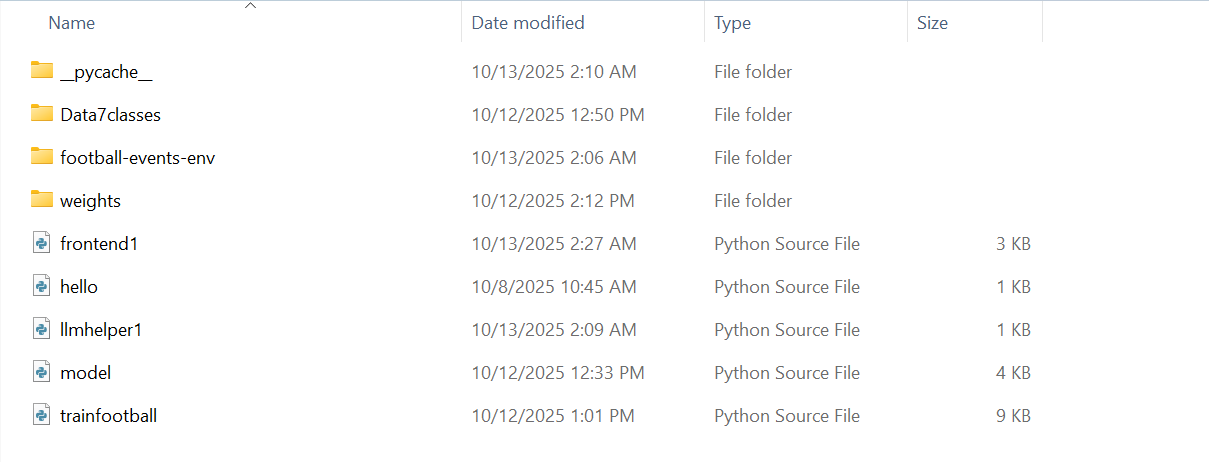 Name Date modified Type Size
__pycache__ 10/13/2025 2:10 AM File folder
Data7classes 10/12/2025 12:50 PM File folder
football-events-env 10/13/2025 2:06 AM File folder
weights 10/12/2025 2:12 PM File folder
frontend1 10/13/2025 2:27 AM Python Source File 3 KB
hello 10/8/2025 10:45 AM Python Source File 1 KB
llmhelper1 10/13/2025 2:09 AM Python Source File 1 KB
model 10/12/2025 12:33 PM Python Source File 4 KB
trainfootball 10/12/2025 1:01 PM Python Source File 9 KB